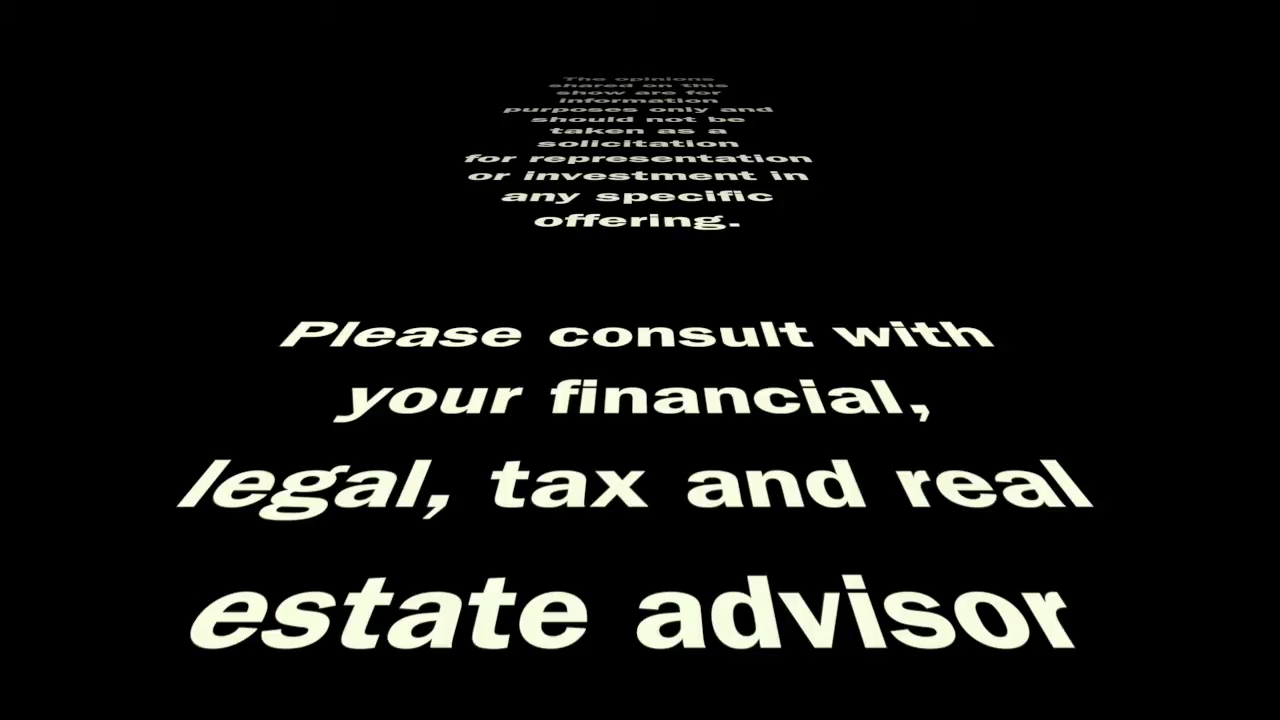 The opinions
shared on this
show are for
information
purposes only and
should not be
taken as a
solicitation
for representation
or investment in
any specific
offering.
Please consult with
your financial,
legal, tax and real
estate advisor